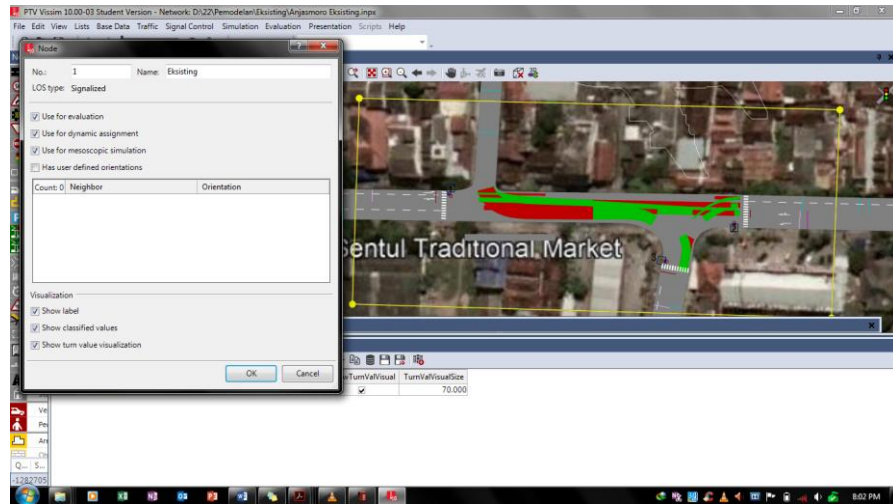 PTV Vissim 10.00-03 Student Version - Network: D:\22\Pemodelan\Eksisting\Anjasmoro Eksisting.inpx
File Edit View Lists Base Data Traffic Signal Control Simulation Evaluation Presentation Scripts Help
Node
No.: 1 Name: Eksisting
LOS type: Signalized
Use for evaluation
Use for dynamic assignment
Use for mesoscopic simulation
Has user defined orientations
Count: 0 Neighbor Orientation
Sentul Traditional Market
Visualization
Show label
Show classified values
Show turn value visualization
OK Cancel
wTurnValVisual TurnValVisualSize
70.000
Ve
Pe
Q... S...
-1282705
8:02 PM